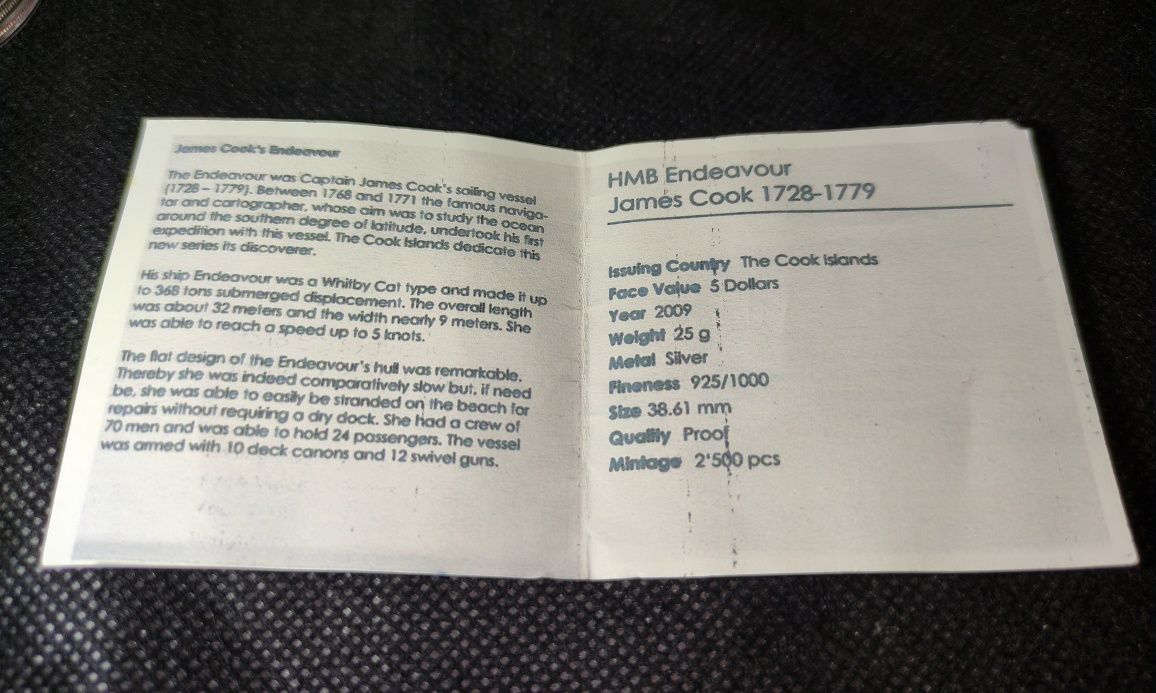 James Cook's Endeavour
The Endeavour was Captain James Cook's sailing vessel
(1728 – 1779). Between 1768 and 1771 the famous naviga-
tor and cartographer, whose aim was to study the ocean
around the southern degree of latitude, undertook his first
expedition with this vessel. The Cook Islands dedicate this
new series its discoverer.
His ship Endeavour was a Whitby Cat type and made it up
to 368 tons submerged displacement. The overall length
was about 32 meters and the width nearly 9 meters. She
was able to reach a speed up to 5 knots.
The flat design of the Endeavour's hull was remarkable.
Thereby she was indeed comparatively slow but, if need
be, she was able to easily be stranded on the beach for
repairs without requiring a dry dock. She had a crew of
70 men and was able to hold 24 passengers. The vessel
was armed with 10 deck canons and 12 swivel guns.
HMB Endeavour
James Cook 1728-1779
Issuing Country The Cook Islands
Face Value 5 Dollars
Year 2009
Weight 25 g
Metal Silver
Fineness 925/1000
Size 38.61 mm
Quality Proof
Mintage 2'500 pcs